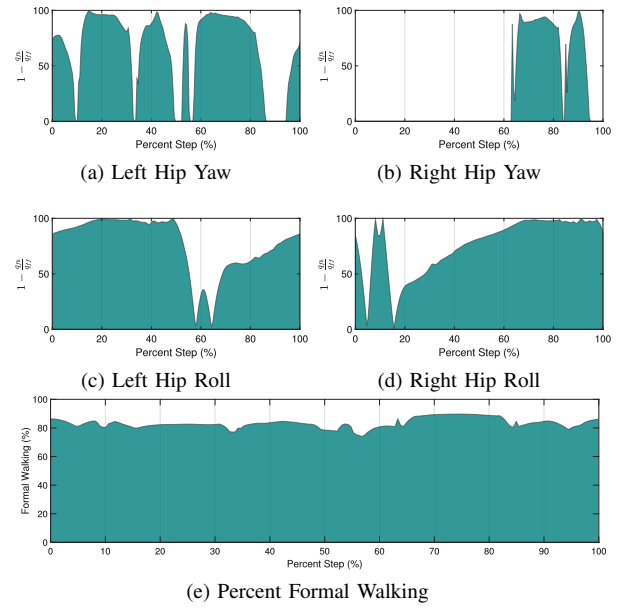 100
50
0
1 −
0 20 40 60 80 100
Percent Step (%)
(a) Left Hip Yaw
100
50
0
1 −
0 20 40 60 80 100
Percent Step (%)
(b) Right Hip Yaw
100
50
0
1 −
0 20 40 60 80 100
Percent Step (%)
(c) Left Hip Roll
100
50
0
1 −
0 20 40 60 80 100
Percent Step (%)
(d) Right Hip Roll
100
80
60
40
20
0
Formal Walking (%)
0 10 20 30 40 50 60 70 80 90 100
Percent Step (%)
(e) Percent Formal Walking